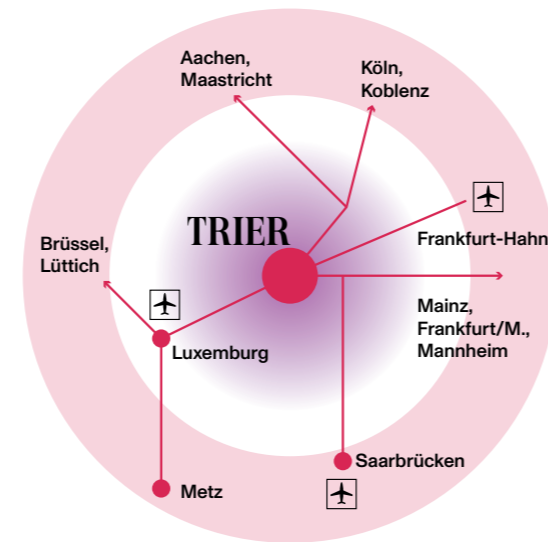 Aachen,
Maastricht
Köln,
Koblenz
TRIER
Frankfurt-Hahn
Brüssel,
Lüttich
Mainz,
Frankfurt/M.,
Mannheim
Luxemburg
Saarbrücken
Metz